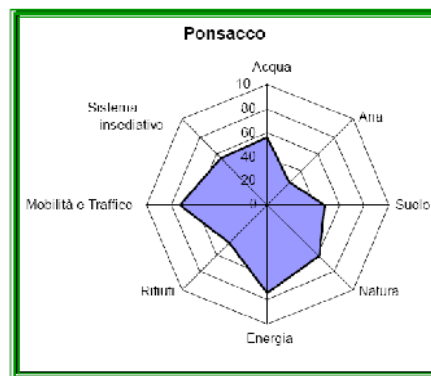 Ponsacco
Acqua
10
80
60
40
20
0
Aria
Suolo
Natura
Energia
Rifiuti
Mobilità o Traffico
Sistema
insediativo